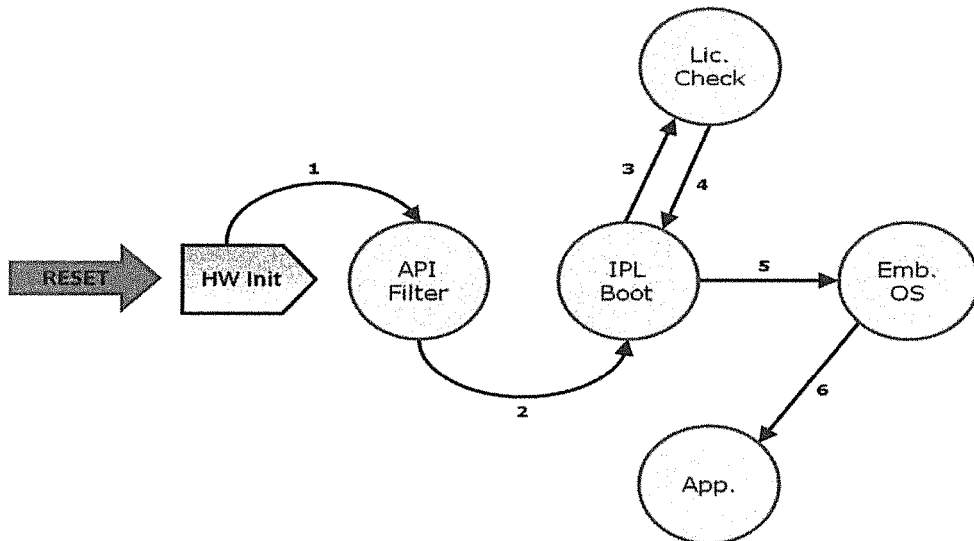 Lic.
Check
1
3
4
RESET
HW Init
API
Filter
IPL
Boot
5
Emb.
OS
2
6
App.